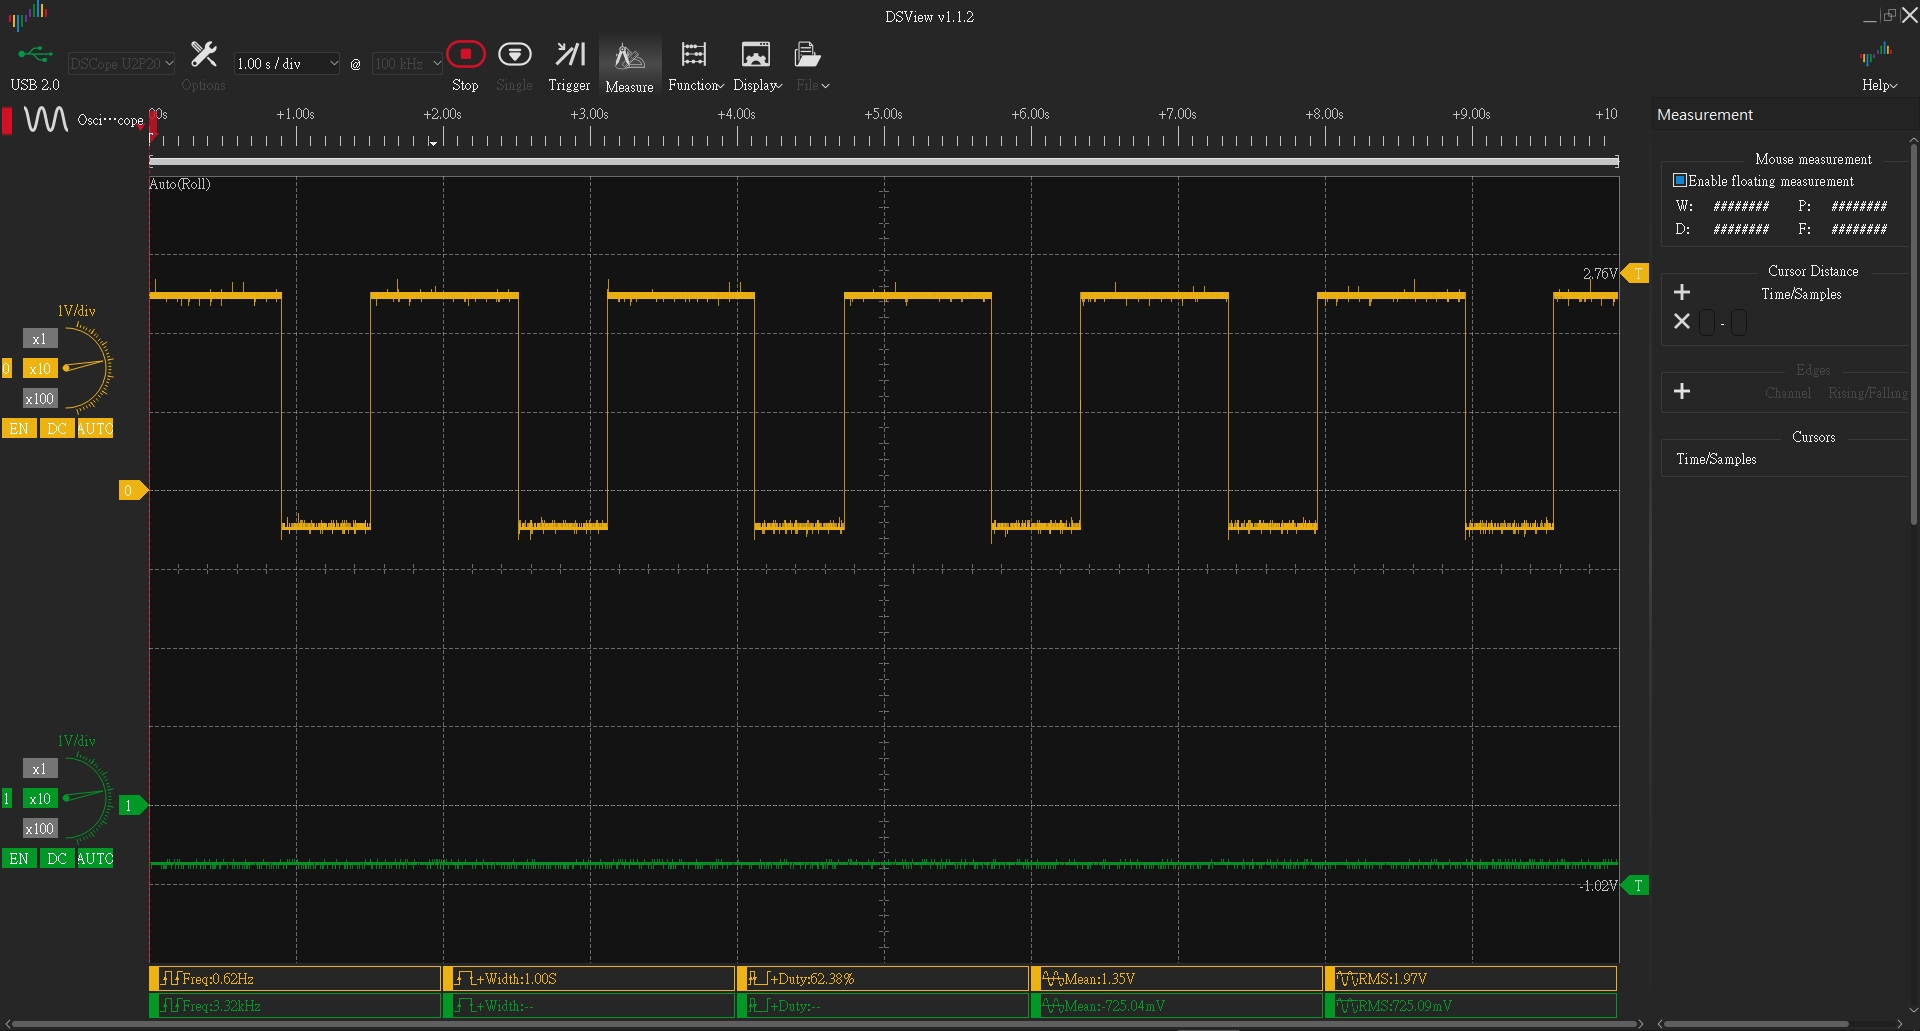 DSView v1.1.2
USB 2.0
DSCope U2P20
Options
1.00 s / div
@
100 kHz
Stop
Single
Trigger
Measure
Function
Display
File
Help
Osci···cope
00s +1.00s +2.00s +3.00s +4.00s +5.00s +6.00s +7.00s +8.00s +9.00s +10
T
Auto(Roll)
2.76V
T
1V/div
x1
0
x10
x100
EN DC AUTO
0
1V/div
x1
1
x10
x100
EN DC AUTO
1
-1.02V
T
Freq:0.62Hz
+Width:1.00S
+Duty:62.38%
Mean:1.35V
RMS:1.97V
Freq:3.32kHz
+Width:--
+Duty:--
Mean:-725.04mV
RMS:725.09mV
Measurement
Mouse measurement
Enable floating measurement
W: ######## P: ########
D: ######## F: ########
Cursor Distance
Time/Samples
-
Edges
Channel Rising/Falling
Cursors
Time/Samples